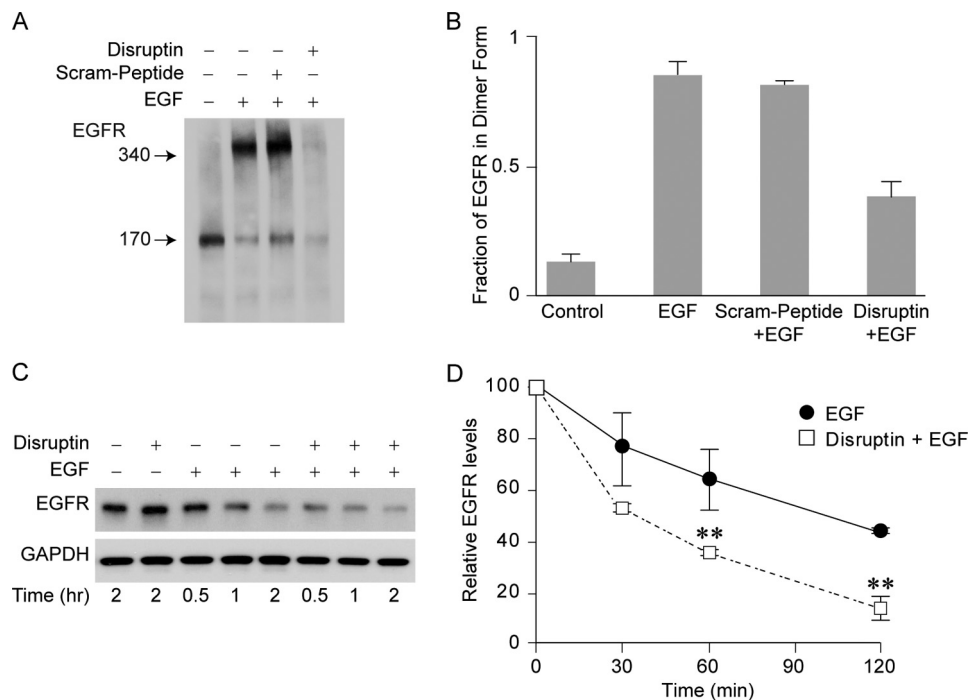 A
Disruptin – – – +
Scram-Peptide – – + –
EGF – + + +
EGFR
340 →
170 →
B
Fraction of EGFR in Dimer Form
1
0.5
0
Control EGF Scram-Peptide +EGF Disruptin +EGF
C
Disruptin – + – – – + + +
EGF – – + + + + + +
EGFR
GAPDH
Time (hr) 2 2 0.5 1 2 0.5 1 2
D
Relative EGFR levels
100
80
60
40
20
0
EGF
Disruptin + EGF
**
**
0 30 60 90 120
Time (min)